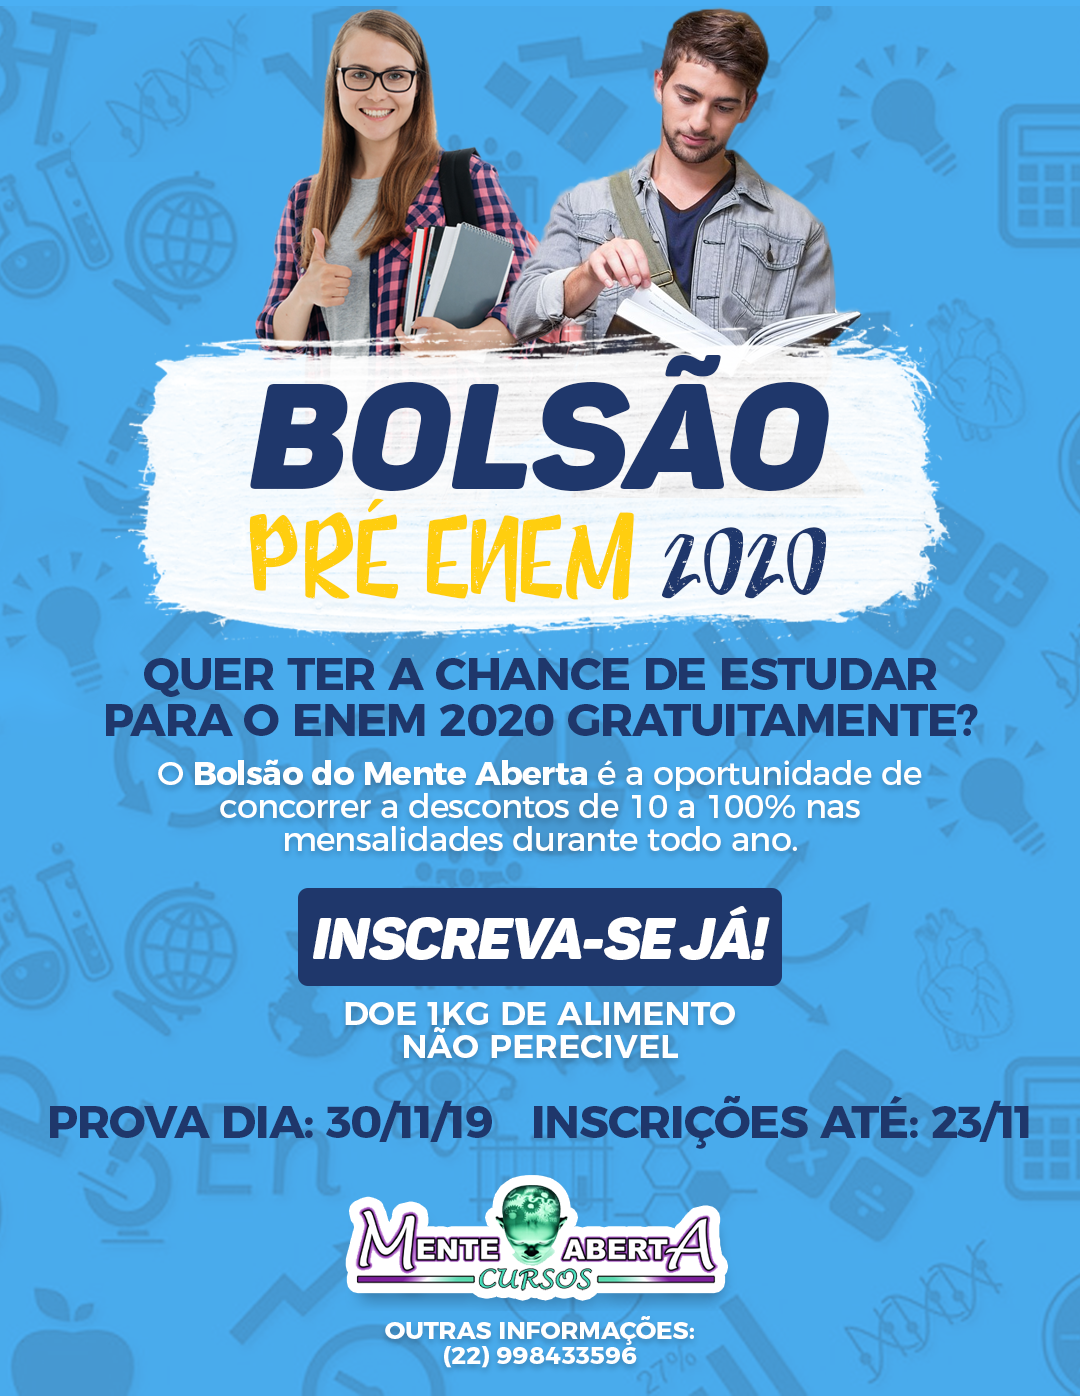 BOLSÃO
PRÉ ENEM 2020
QUER TER A CHANCE DE ESTUDAR
PARA O ENEM 2020 GRATUITAMENTE?
O Bolsão do Mente Aberta é a oportunidade de
concorrer a descontos de 10 a 100% nas
mensalidades durante todo ano.
INSCREVA-SE JÁ!
DOE 1KG DE ALIMENTO
NÃO PERECIVEL
PROVA DIA: 30/11/19 INSCRIÇÕES ATÉ: 23/11
MENTE ABERTA
CURSOS
OUTRAS INFORMAÇÕES:
(22) 998433596
27%